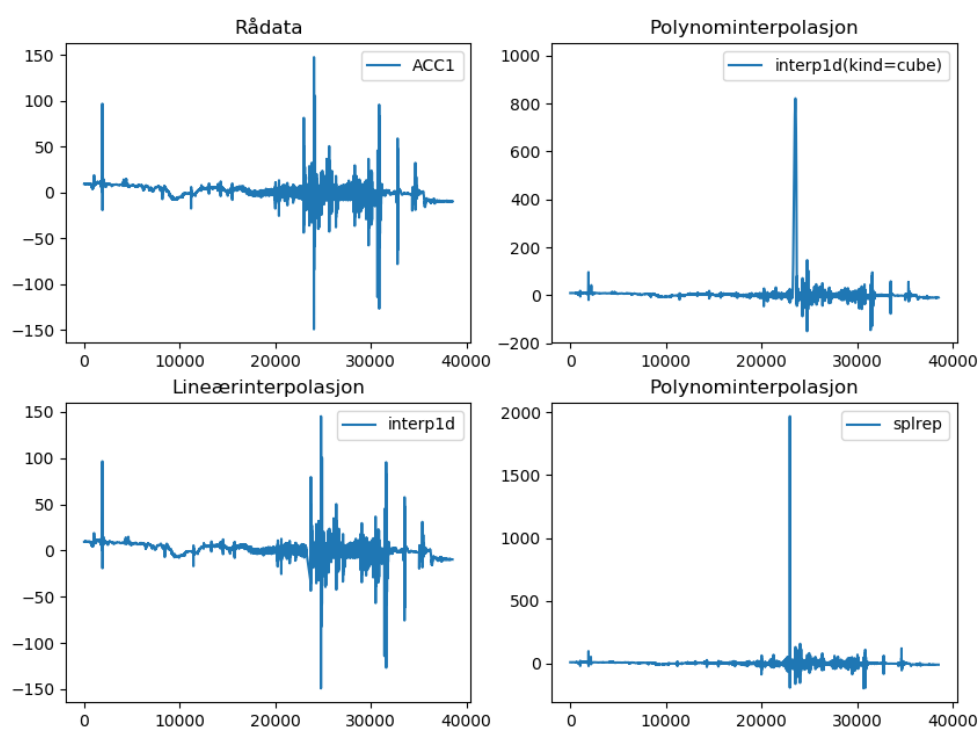 Rådata
ACC1
150
100
50
0
−50
−100
−150
0 10000 20000 30000 40000
Polynominterpolasjon
interp1d(kind=cube)
1000
800
600
400
200
0
−200
0 10000 20000 30000 40000
Lineærinterpolasjon
interp1d
150
100
50
0
−50
−100
−150
0 10000 20000 30000 40000
Polynominterpolasjon
splrep
2000
1500
1000
500
0
0 10000 20000 30000 40000